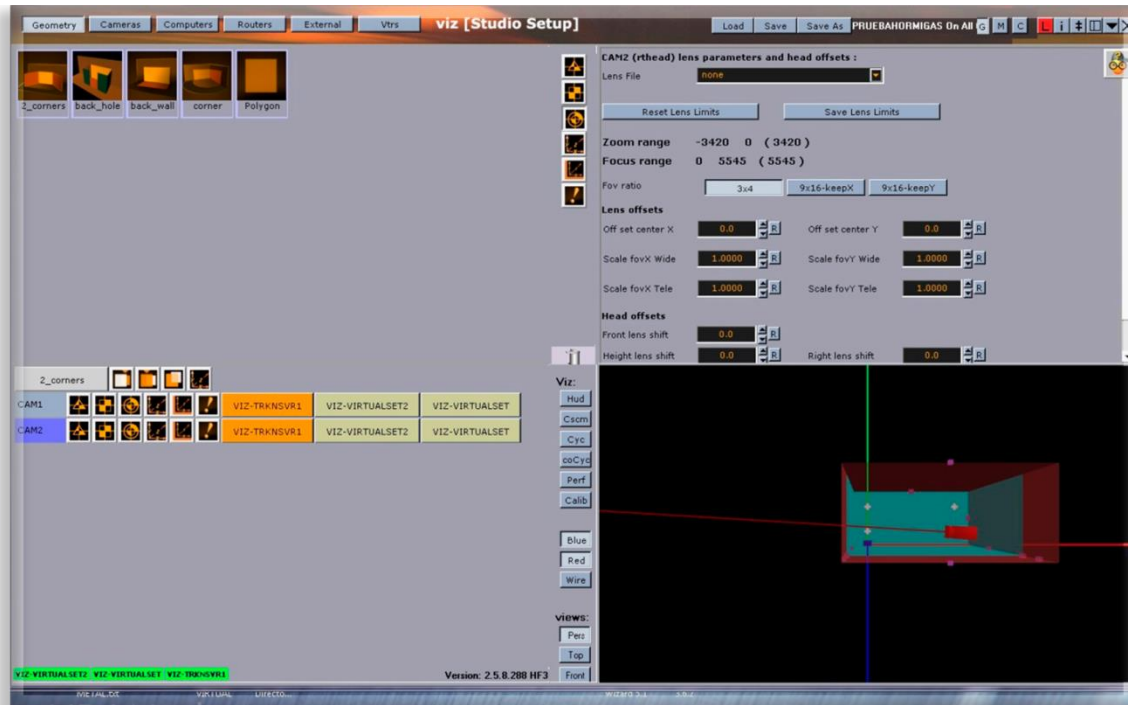 Geometry Cameras Computers Routers External Vtrs viz [Studio Setup] Load Save Save As PRUEBAHORMIGAS On All G M C L i
2_corners back_hole back_wall corner Polygon
CAM2 (rthead) lens parameters and head offsets :
Lens File none
Reset Lens Limits Save Lens Limits
Zoom range -3420 0 ( 3420 )
Focus range 0 5545 ( 5545 )
Fov ratio 3x4 9x16-keepX 9x16-keepY
Lens offsets
Off set center X 0.0 R Off set center Y 0.0 R
Scale fovX Wide 1.0000 R Scale fovY Wide 1.0000 R
Scale fovX Tele 1.0000 R Scale fovY Tele 1.0000 R
Head offsets
Front lens shift 0.0 R
Height lens shift 0.0 R Right lens shift 0.0 R
2_corners
CAM1 VIZ-TRKNSVR1 VIZ-VIRTUALSET2 VIZ-VIRTUALSET
CAM2 VIZ-TRKNSVR1 VIZ-VIRTUALSET2 VIZ-VIRTUALSET
Viz:
Hud
Cscm
Cyc
coCyc
Perf
Calib
Blue
Red
Wire
views:
Pers
Top
Front
VIZ-VIRTUALSET2 VIZ-VIRTUALSET VIZ-TRKNSVR1 Version: 2.5.8.288 HF3
METAL.txt VIRTUAL Directo... Wizard 3.1